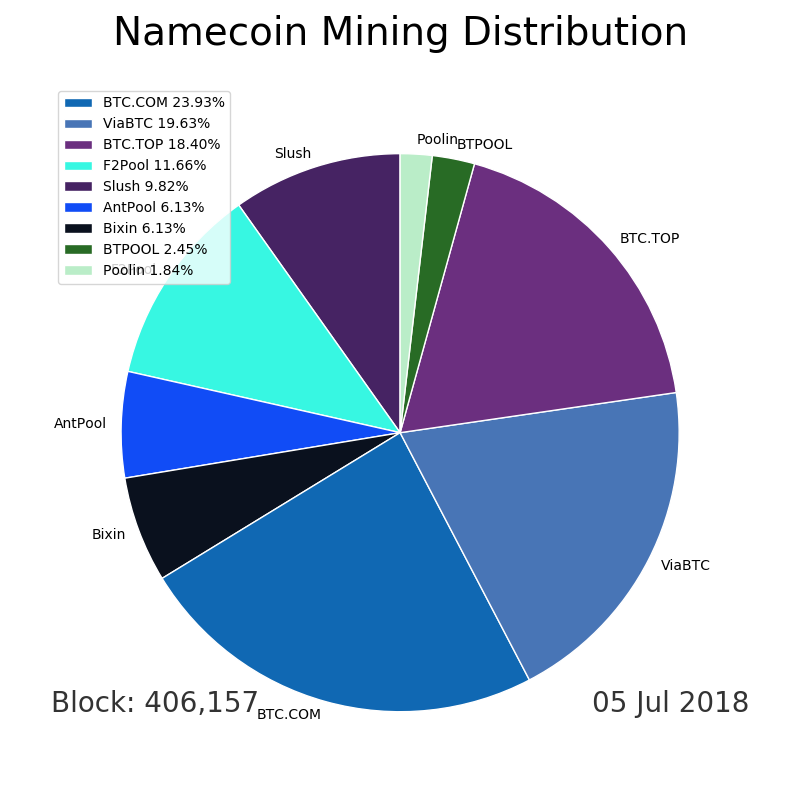 Namecoin Mining Distribution
BTC.COM 23.93%
ViaBTC 19.63%
BTC.TOP 18.40%
F2Pool 11.66%
Slush 9.82%
AntPool 6.13%
Bixin 6.13%
BTPOOL 2.45%
Poolin 1.84%
Poolin
BTPOOL
Slush
BTC.TOP
F2Pool
AntPool
Bixin
ViaBTC
BTC.COM
Block: 406,157
05 Jul 2018